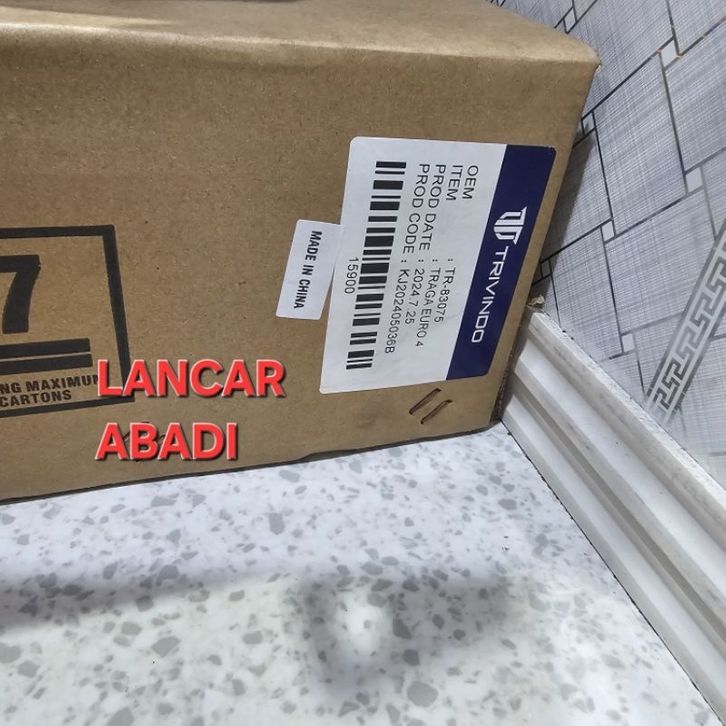 TRIVINDO
OEM : TR-83075
ITEM : TRAGA EURO 4
PROD DATE : 2024.7.25
PROD CODE : KJ202405036B
15900
MADE IN CHINA
7
NG MAXIMUM
CARTONS
LANCAR
ABADI